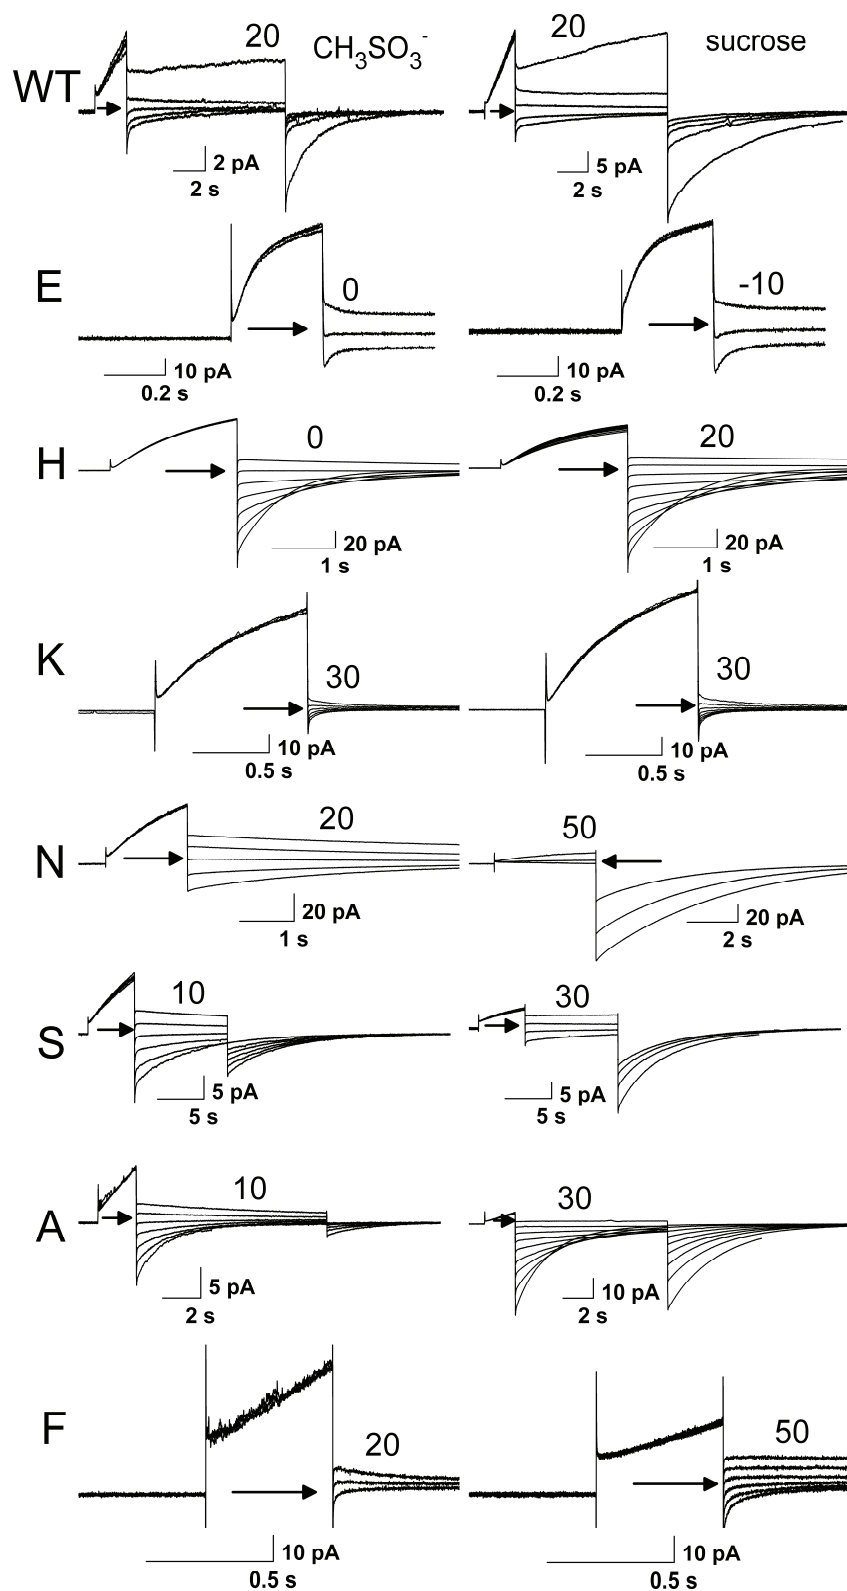 WT 20 CH3SO3- 20 sucrose
2 pA 5 pA
2 s 2 s
E 0 -10
10 pA 10 pA
0.2 s 0.2 s
H 0 20
20 pA 20 pA
1 s 1 s
K 30 30
10 pA 10 pA
0.5 s 0.5 s
N 20 50
20 pA 20 pA
1 s 2 s
S 10 30
5 pA 5 pA
5 s 5 s
A 10 30
5 pA 10 pA
2 s 2 s
F 20 50
10 pA 10 pA
0.5 s 0.5 s